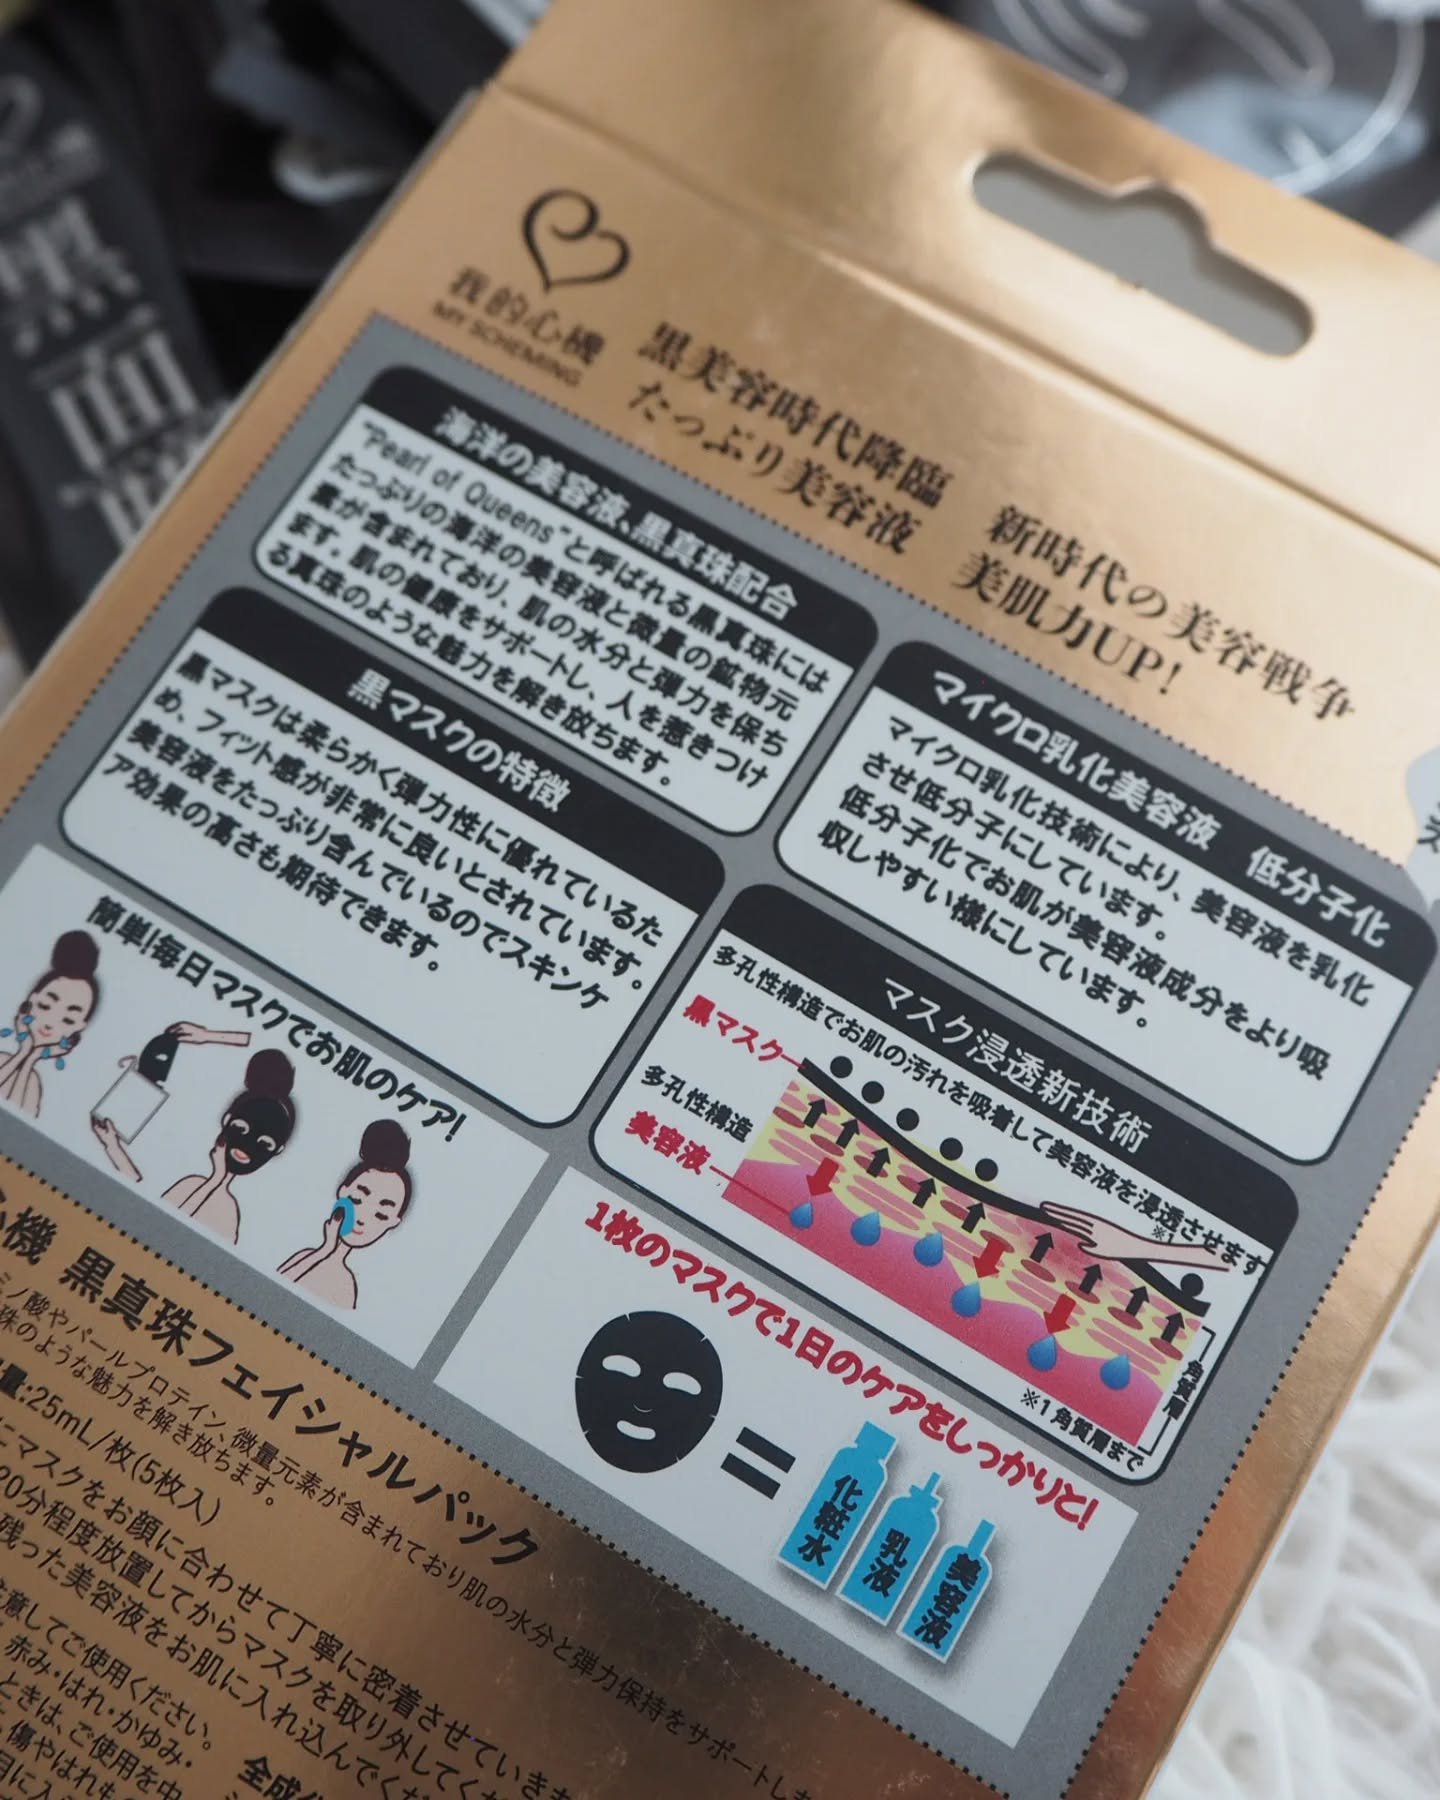 我的心機
MY SCHEMING
黒美容時代降臨　新時代の美容戦争
たっぷり美容液　美肌力UP!
海洋の美容液、黒真珠配合
"Pearl of Queens"と呼ばれる黒真珠には
たっぷりの海洋の美容液と微量の鉱物元
素が含まれており、肌の水分と弾力を保ち
ます。肌の健康をサポートし、人を惹きつけ
る真珠のような魅力を解き放ちます。
マイクロ乳化美容液　低分子化
マイクロ乳化技術により、美容液を乳化
させ低分子にしています。
低分子化でお肌が美容液成分をより吸
収しやすい様にしています。
黒マスクの特徴
黒マスクは柔らかく弾力性に優れているた
め、フィット感が非常に良いとされています。
美容液をたっぷり含んでいるのでスキンケ
ア効果の高さも期待できます。
マスク浸透新技術
多孔性構造でお肌の汚れを吸着して美容液を浸透させます
※1
黒マスク
多孔性構造
美容液
角質層
※1 角質層まで
簡単!毎日マスクでお肌のケア!
1枚のマスクで1日のケアをしっかりと!
=
化粧水
乳液
美容液
心機 黒真珠フェイシャルパック
ミノ酸やパールプロテイン、微量元素が含まれており肌の水分と弾力保持をサポートしま
珠のような魅力を解き放ちます。
量:25mL/枚(5枚入)
にマスクをお顔に合わせて丁寧に密着させていきま
20分程度放置してからマスクを取り外してくだ
残った美容液をお肌に入れ込んでくだ
意してご使用ください。
赤み・はれ・かゆみ・
ときは、ご使用を中
傷やはれもの
目に入
全成